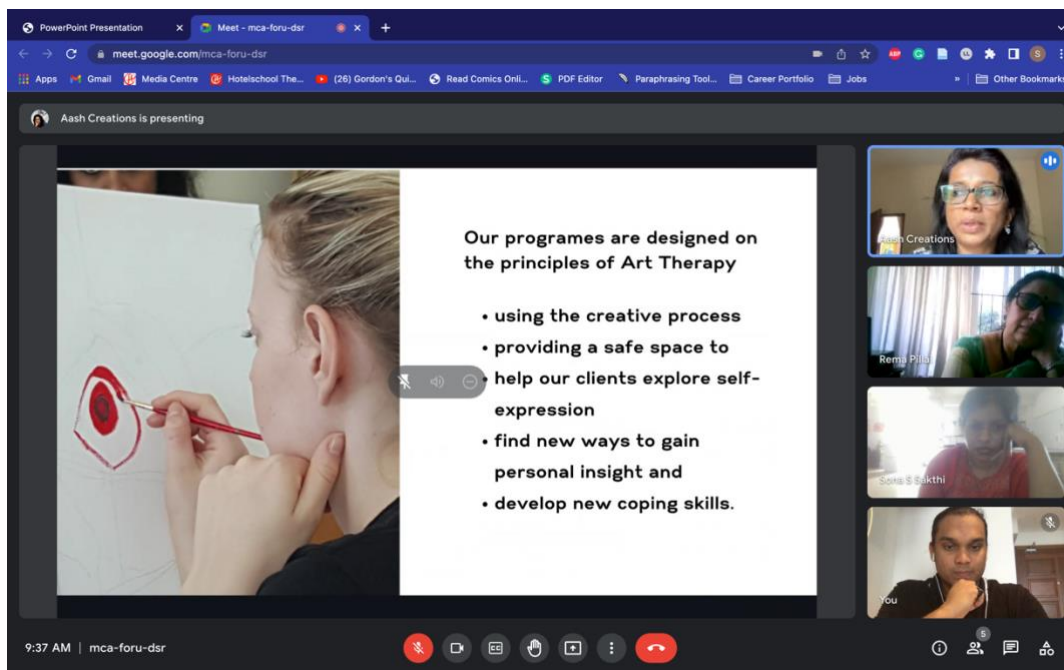 PowerPoint Presentation
Meet - mca-foru-dsr
meet.google.com/mca-foru-dsr
Apps
Gmail
Media Centre
Hotelschool The...
(26) Gordon's Qui...
Read Comics Onli...
PDF Editor
Paraphrasing Tool...
Career Portfolio
Jobs
»
Other Bookmarks
Aash Creations is presenting
Our programes are designed on
the principles of Art Therapy
• using the creative process
• providing a safe space to
• help our clients explore self-
expression
• find new ways to gain
personal insight and
• develop new coping skills.
Aash Creations
Rema Pilla
Sona S Sakthi
You
9:37 AM | mca-foru-dsr
5